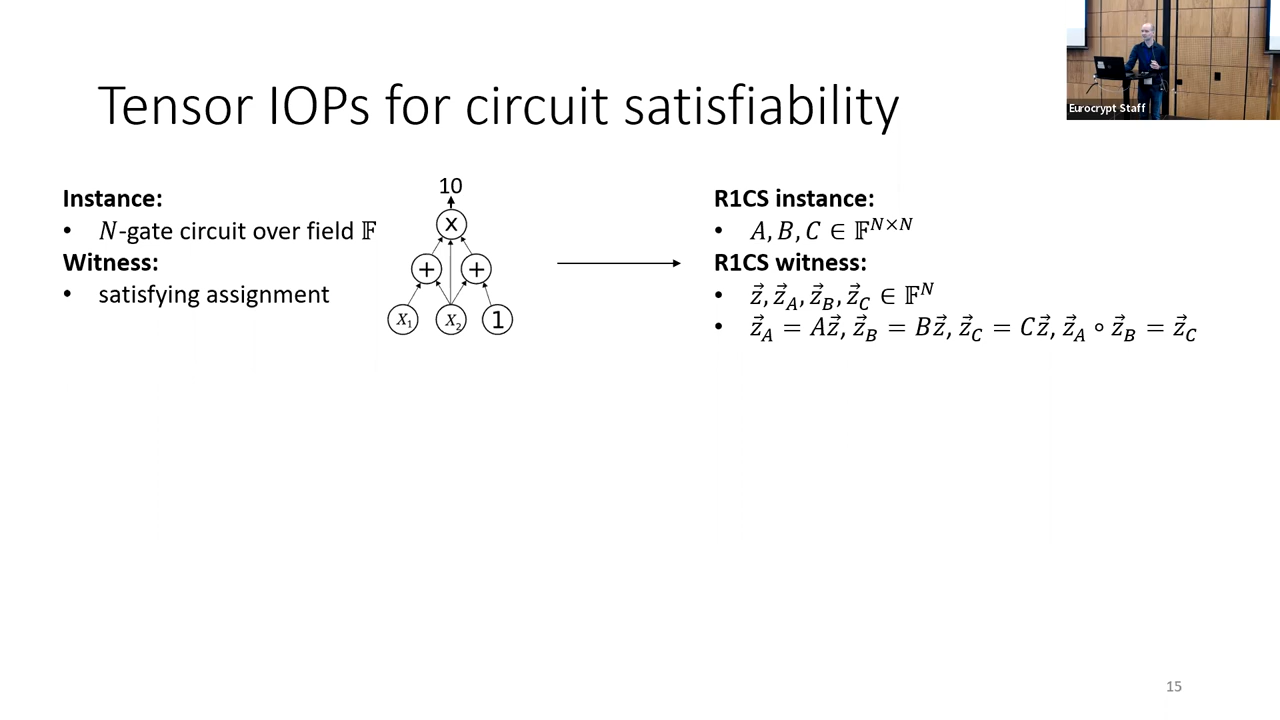 Tensor IOPs for circuit satisfiability
Eurocrypt Staff
Instance:
• N-gate circuit over field 𝔽
Witness:
• satisfying assignment
10
x
+ +
X₁ X₂ 1
R1CS instance:
• A, B, C ∈ 𝔽^{N×N}
R1CS witness:
• z⃗, z⃗_A, z⃗_B, z⃗_C ∈ 𝔽^N
• z⃗_A = Az⃗, z⃗_B = Bz⃗, z⃗_C = Cz⃗, z⃗_A ∘ z⃗_B = z⃗_C
15